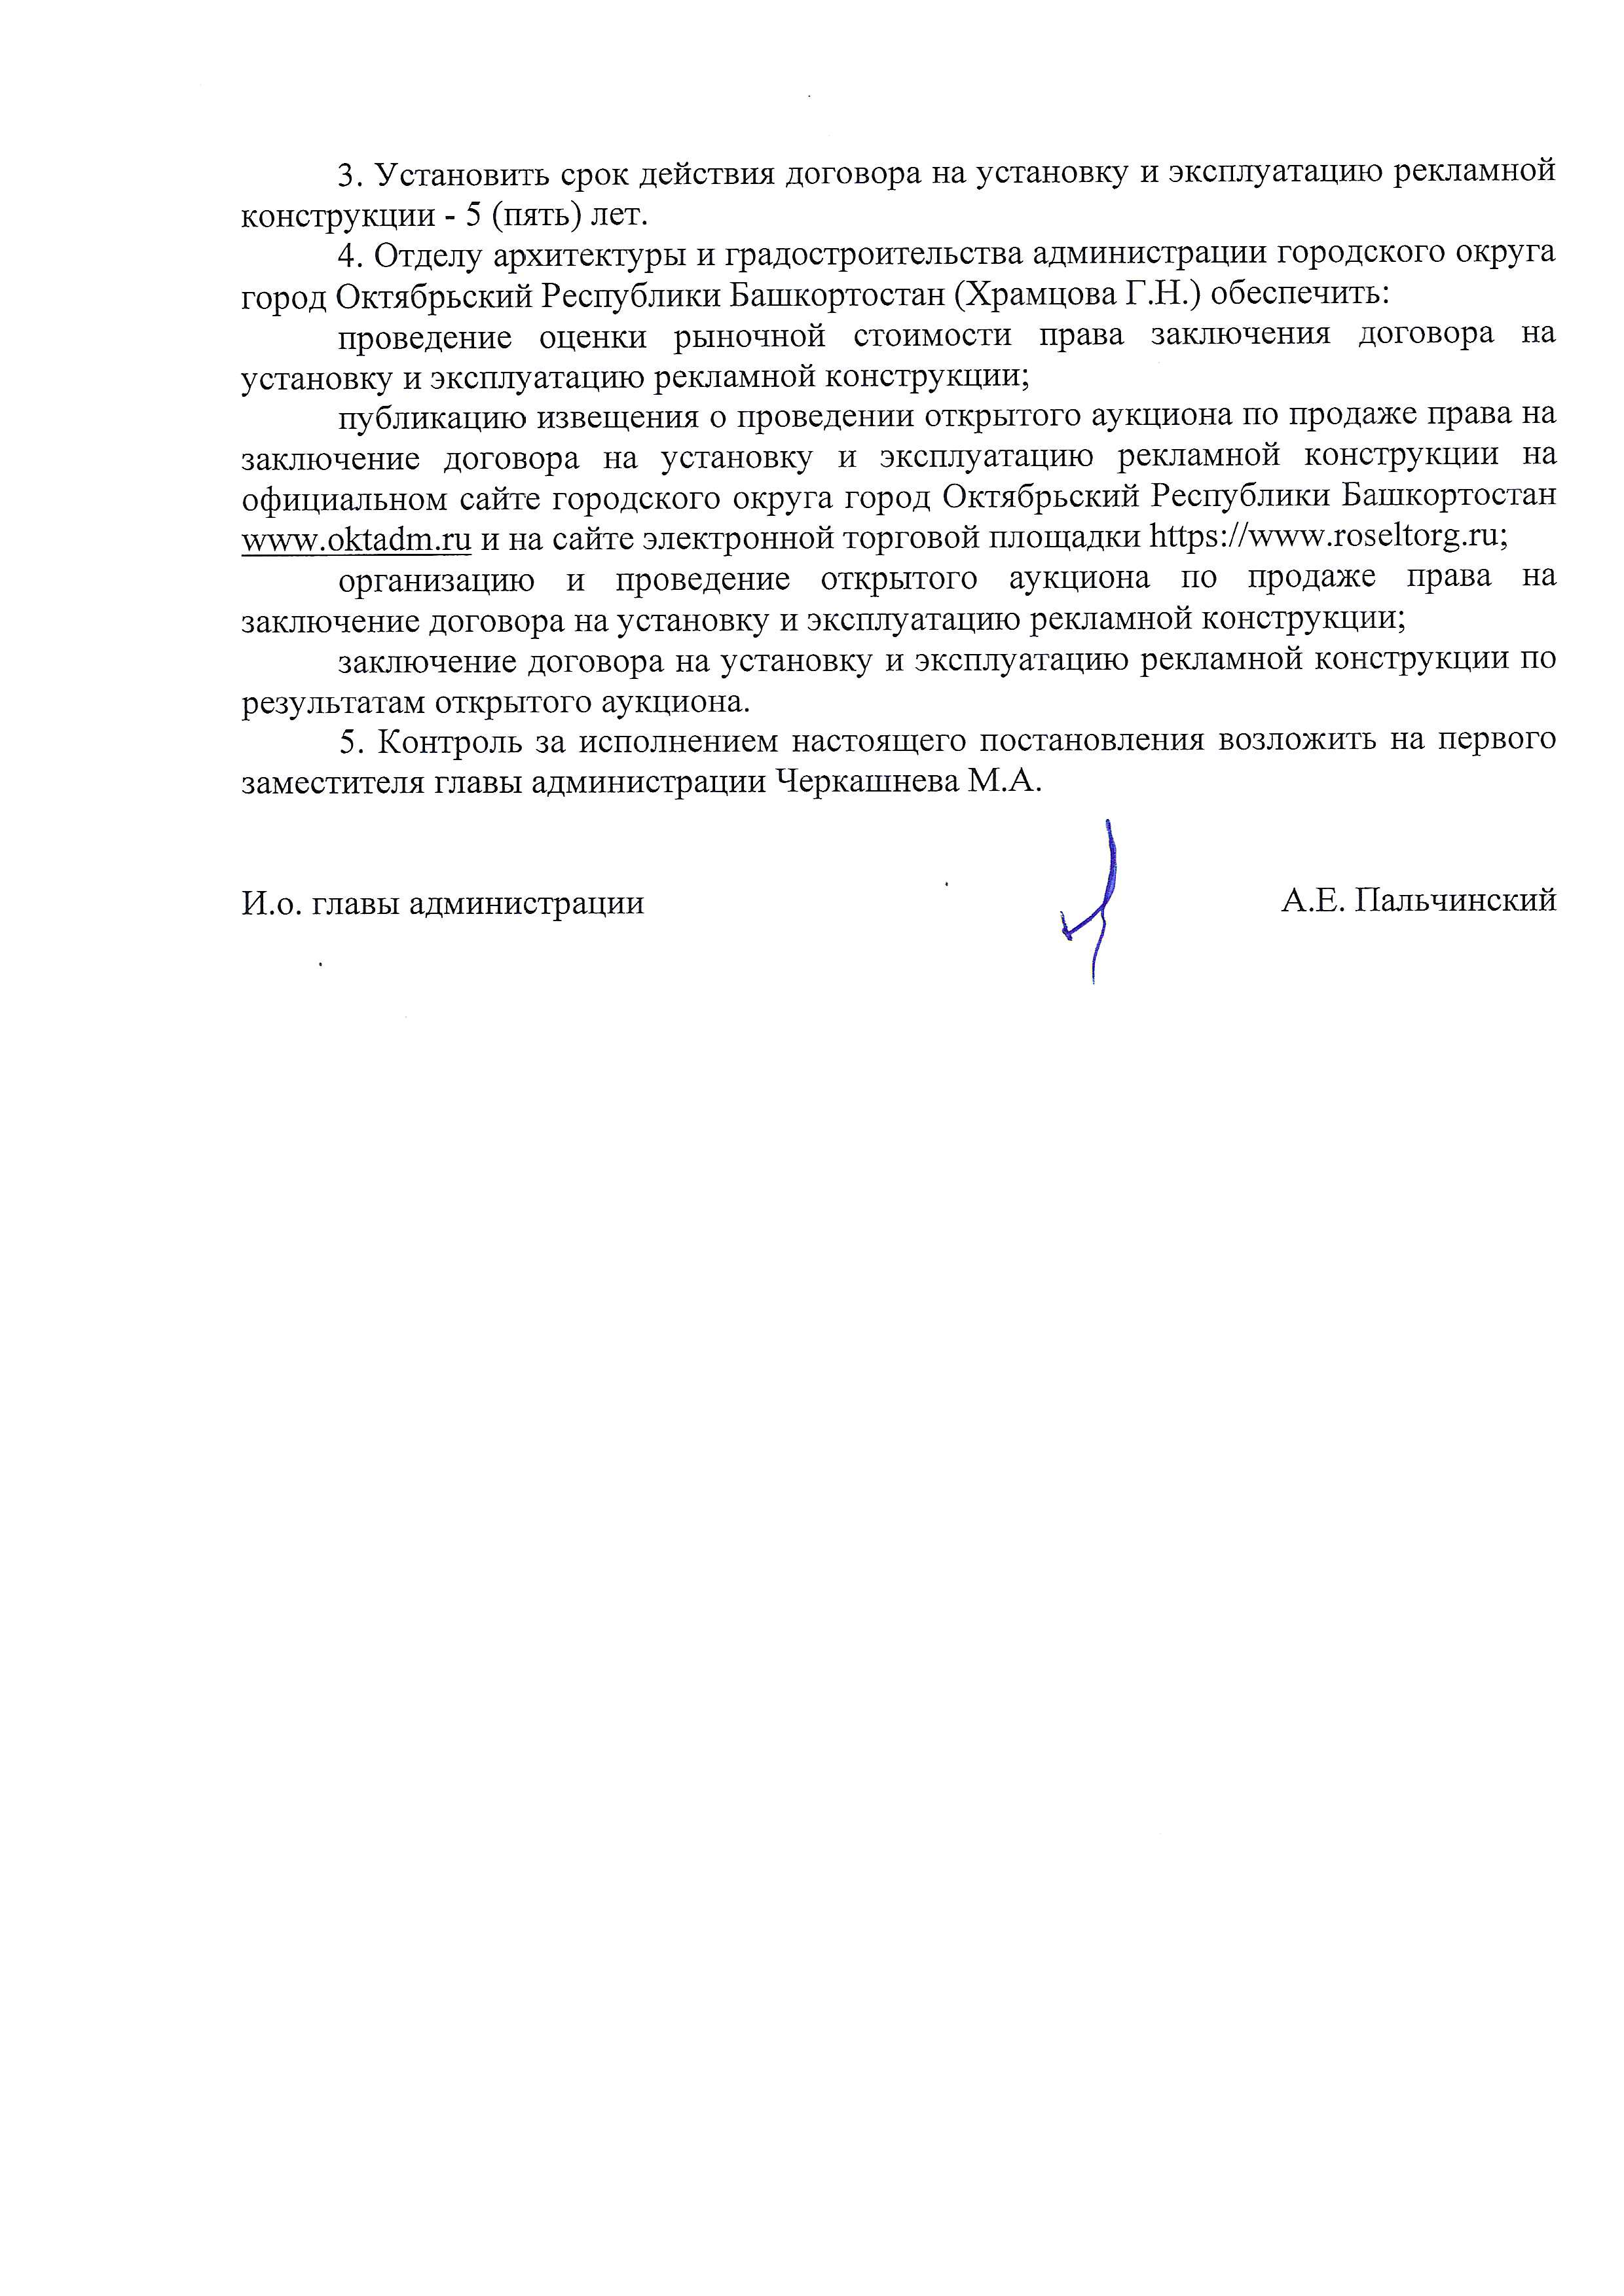 3. Установить срок действия договора на установку и эксплуатацию рекламной
конструкции - 5 (пять) лет.
4. Отделу архитектуры и градостроительства администрации городского округа
город Октябрьский Республики Башкортостан (Храмцова Г.Н.) обеспечить:
проведение оценки рыночной стоимости права заключения договора на
установку и эксплуатацию рекламной конструкции;
публикацию извещения о проведении открытого аукциона по продаже права на
заключение договора на установку и эксплуатацию рекламной конструкции на
официальном сайте городского округа город Октябрьский Республики Башкортостан
www.oktadm.ru и на сайте электронной торговой площадки https://www.roseltorg.ru;
организацию и проведение открытого аукциона по продаже права на
заключение договора на установку и эксплуатацию рекламной конструкции;
заключение договора на установку и эксплуатацию рекламной конструкции по
результатам открытого аукциона.
5. Контроль за исполнением настоящего постановления возложить на первого
заместителя главы администрации Черкашнева М.А.
И.о. главы администрации А.Е. Пальчинский